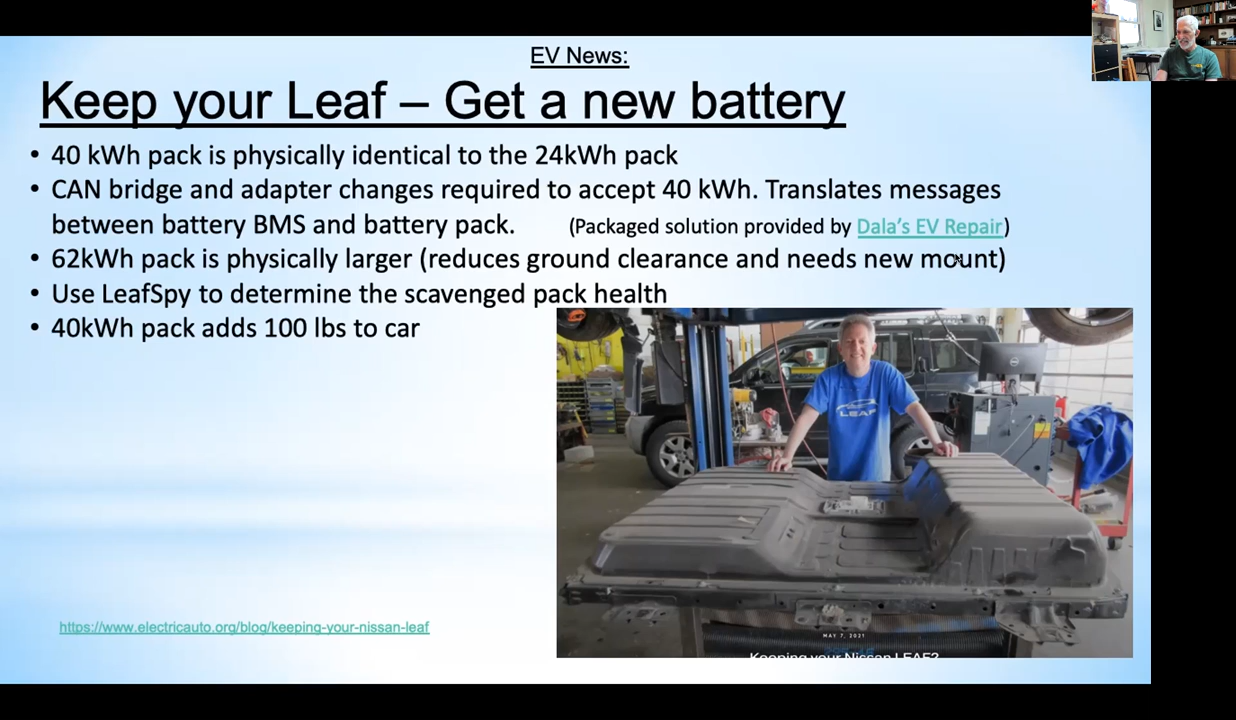 EV News:
Keep your Leaf – Get a new battery
• 40 kWh pack is physically identical to the 24kWh pack
• CAN bridge and adapter changes required to accept 40 kWh. Translates messages
between battery BMS and battery pack. (Packaged solution provided by Dala's EV Repair)
• 62kWh pack is physically larger (reduces ground clearance and needs new mount)
• Use LeafSpy to determine the scavenged pack health
• 40kWh pack adds 100 lbs to car
LEAF
MAY 7, 2021
Keeping your Nissan LEAF?
https://www.electricauto.org/blog/keeping-your-nissan-leaf